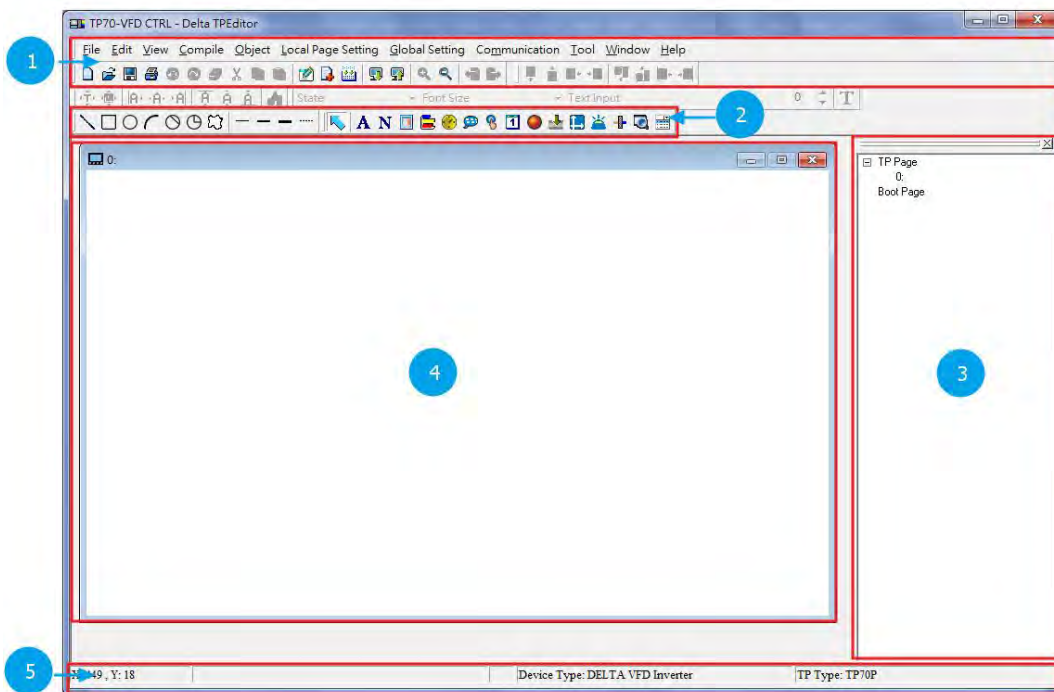 TP70-VFD CTRL - Delta TPEditor
File Edit View Compile Object Local Page Setting Global Setting Communication Tool Window Help
1
State Font Size Text Input 0 T
A N 1
2
0:
TP Page
0:
Boot Page
4
3
5
49 , Y: 18 Device Type: DELTA VFD Inverter TP Type: TP70P